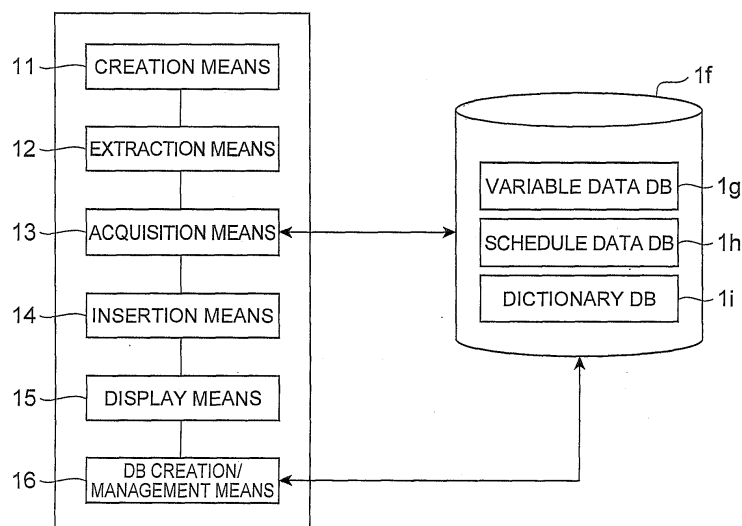 11 CREATION MEANS
12 EXTRACTION MEANS
13 ACQUISITION MEANS
14 INSERTION MEANS
15 DISPLAY MEANS
16 DB CREATION/
MANAGEMENT MEANS
1f
VARIABLE DATA DB 1g
SCHEDULE DATA DB 1h
DICTIONARY DB 1i